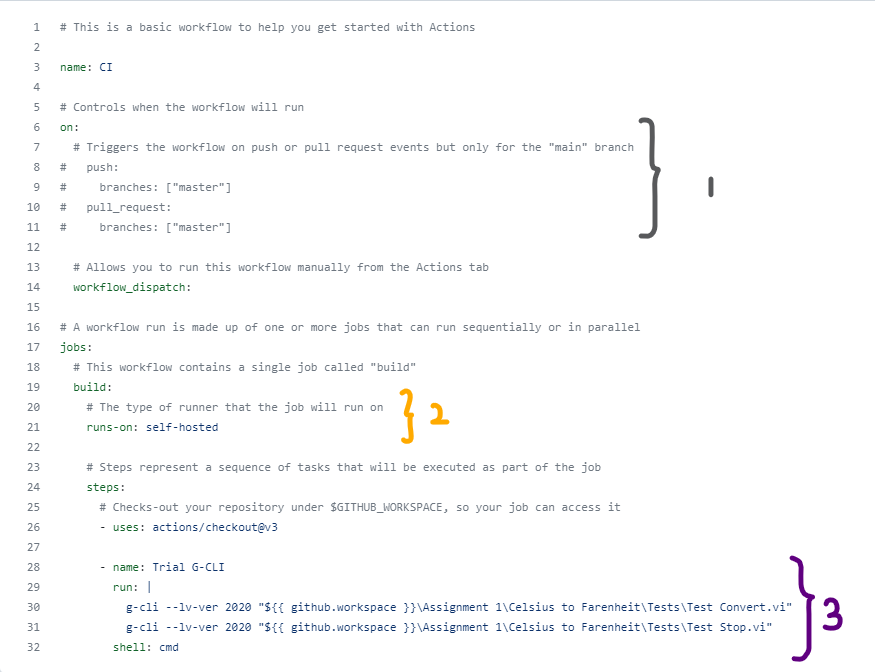 1 # This is a basic workflow to help you get started with Actions
2
3 name: CI
4
5 # Controls when the workflow will run
6 on:
7 # Triggers the workflow on push or pull request events but only for the "main" branch
8 # push:
9 # branches: ["master"]
10 # pull_request:
11 # branches: ["master"]
1
12
13 # Allows you to run this workflow manually from the Actions tab
14 workflow_dispatch:
15
16 # A workflow run is made up of one or more jobs that can run sequentially or in parallel
17 jobs:
18 # This workflow contains a single job called "build"
19 build:
20 # The type of runner that the job will run on
21 runs-on: self-hosted
2
22
23 # Steps represent a sequence of tasks that will be executed as part of the job
24 steps:
25 # Checks-out your repository under $GITHUB_WORKSPACE, so your job can access it
26 - uses: actions/checkout@v3
27
28 - name: Trial G-CLI
29 run: |
30 g-cli --lv-ver 2020 "${{ github.workspace }}\Assignment 1\Celsius to Farenheit\Tests\Test Convert.vi"
31 g-cli --lv-ver 2020 "${{ github.workspace }}\Assignment 1\Celsius to Farenheit\Tests\Test Stop.vi"
32 shell: cmd
3